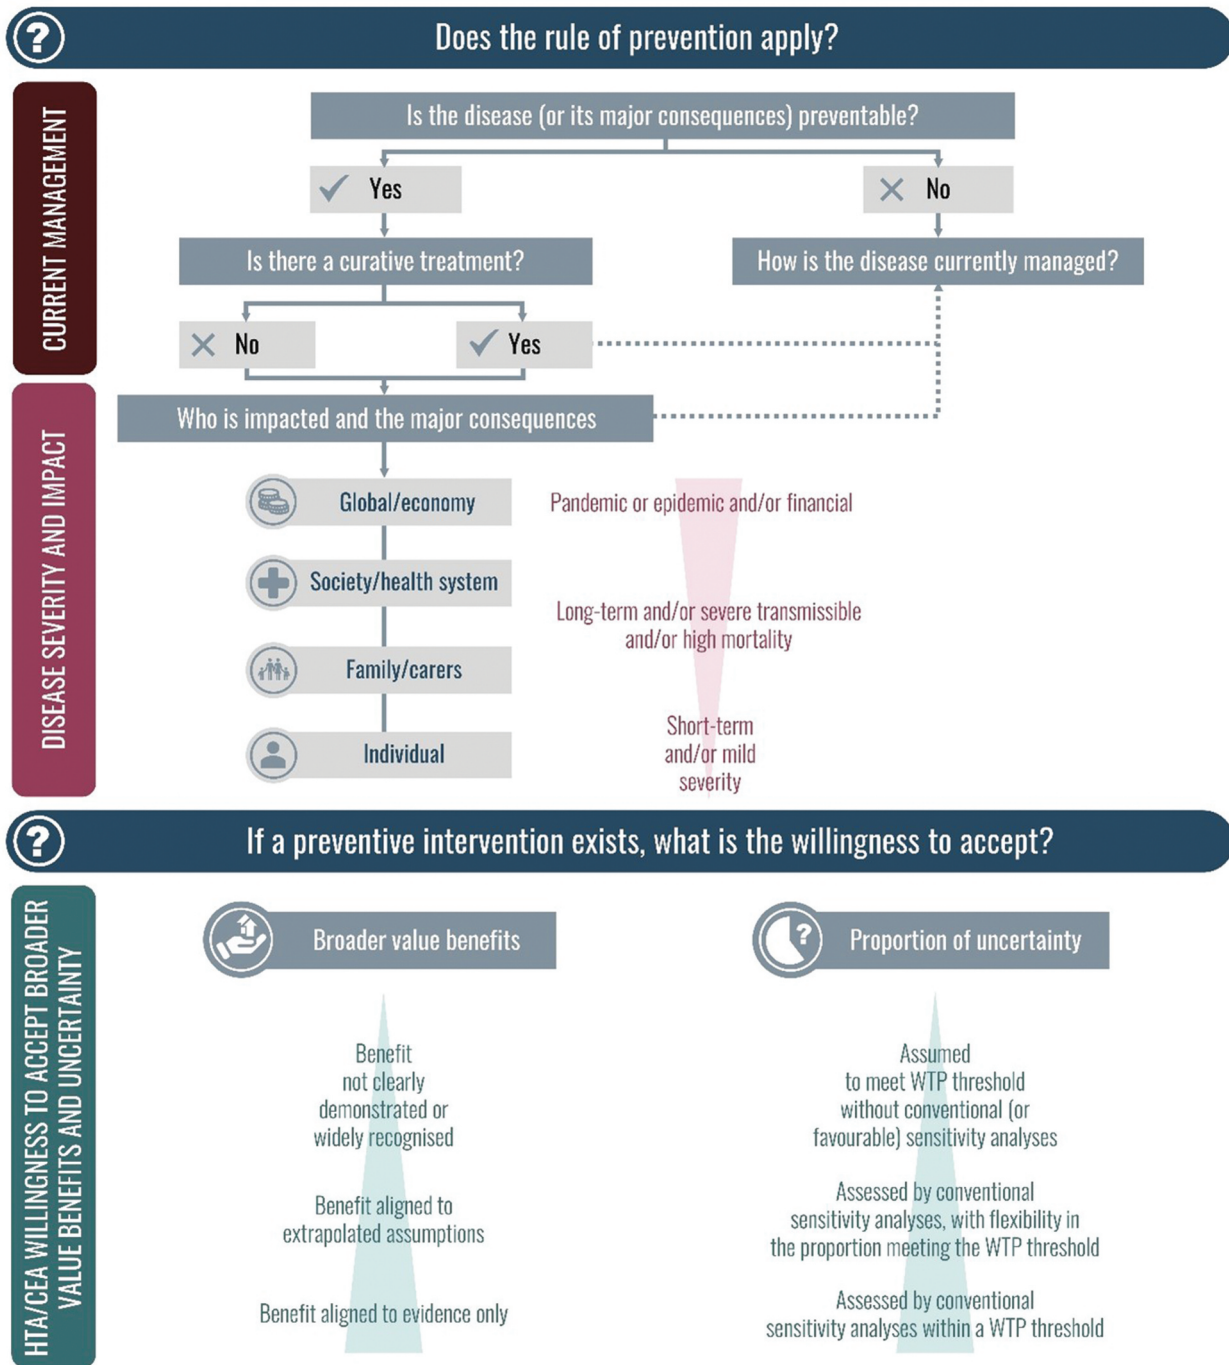 ?
Does the rule of prevention apply?
CURRENT MANAGEMENT
Is the disease (or its major consequences) preventable?
Yes
No
Is there a curative treatment?
How is the disease currently managed?
No
Yes
DISEASE SEVERITY AND IMPACT
Who is impacted and the major consequences
Global/economy
Pandemic or epidemic and/or financial
Society/health system
Long-term and/or severe transmissible
and/or high mortality
Family/carers
Short-term
and/or mild
severity
Individual
?
If a preventive intervention exists, what is the willingness to accept?
HTA/CEA WILLINGNESS TO ACCEPT BROADER
VALUE BENEFITS AND UNCERTAINTY
Broader value benefits
?
Proportion of uncertainty
Benefit
not clearly
demonstrated or
widely recognised
Assumed
to meet WTP threshold
without conventional (or
favourable) sensitivity analyses
Benefit aligned to
extrapolated assumptions
Assessed by conventional
sensitivity analyses, with flexibility in
the proportion meeting the WTP threshold
Benefit aligned to evidence only
Assessed by conventional
sensitivity analyses within a WTP threshold